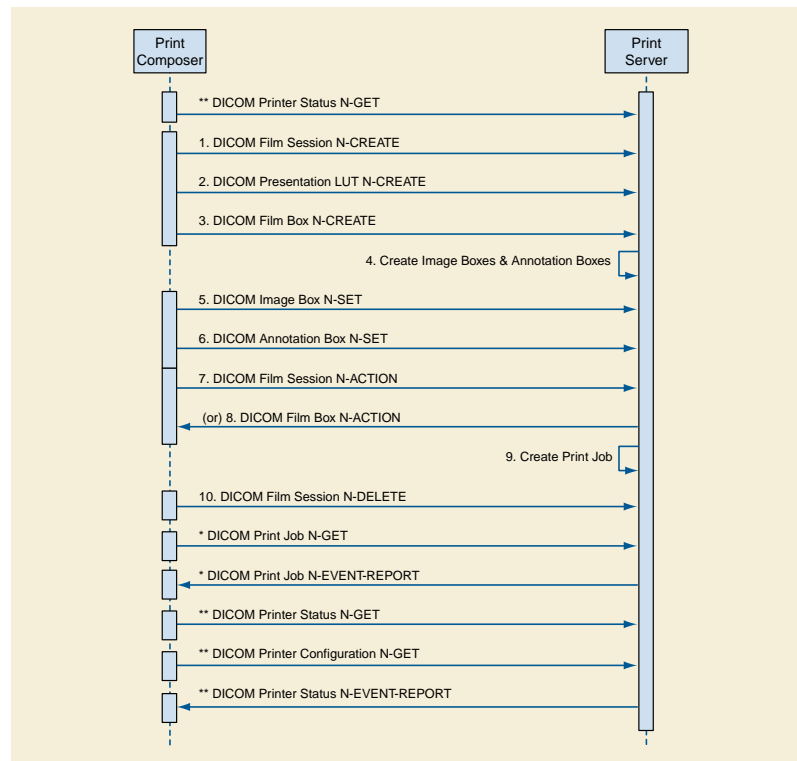 Print
Composer
Print
Server
** DICOM Printer Status N-GET
1. DICOM Film Session N-CREATE
2. DICOM Presentation LUT N-CREATE
3. DICOM Film Box N-CREATE
4. Create Image Boxes & Annotation Boxes
5. DICOM Image Box N-SET
6. DICOM Annotation Box N-SET
7. DICOM Film Session N-ACTION
(or) 8. DICOM Film Box N-ACTION
9. Create Print Job
10. DICOM Film Session N-DELETE
* DICOM Print Job N-GET
* DICOM Print Job N-EVENT-REPORT
** DICOM Printer Status N-GET
** DICOM Printer Configuration N-GET
** DICOM Printer Status N-EVENT-REPORT